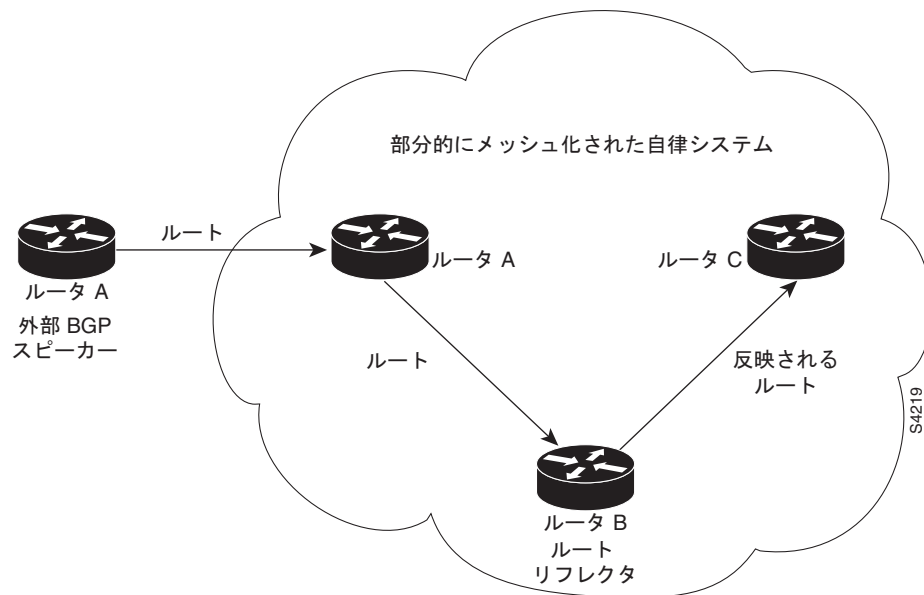 部分的にメッシュ化された自律システム
ルート
ルータ A
ルータ C
ルータ A
外部 BGP
スピーカー
ルート
反映される
ルート
S4219
ルータ B
ルート
リフレクタ